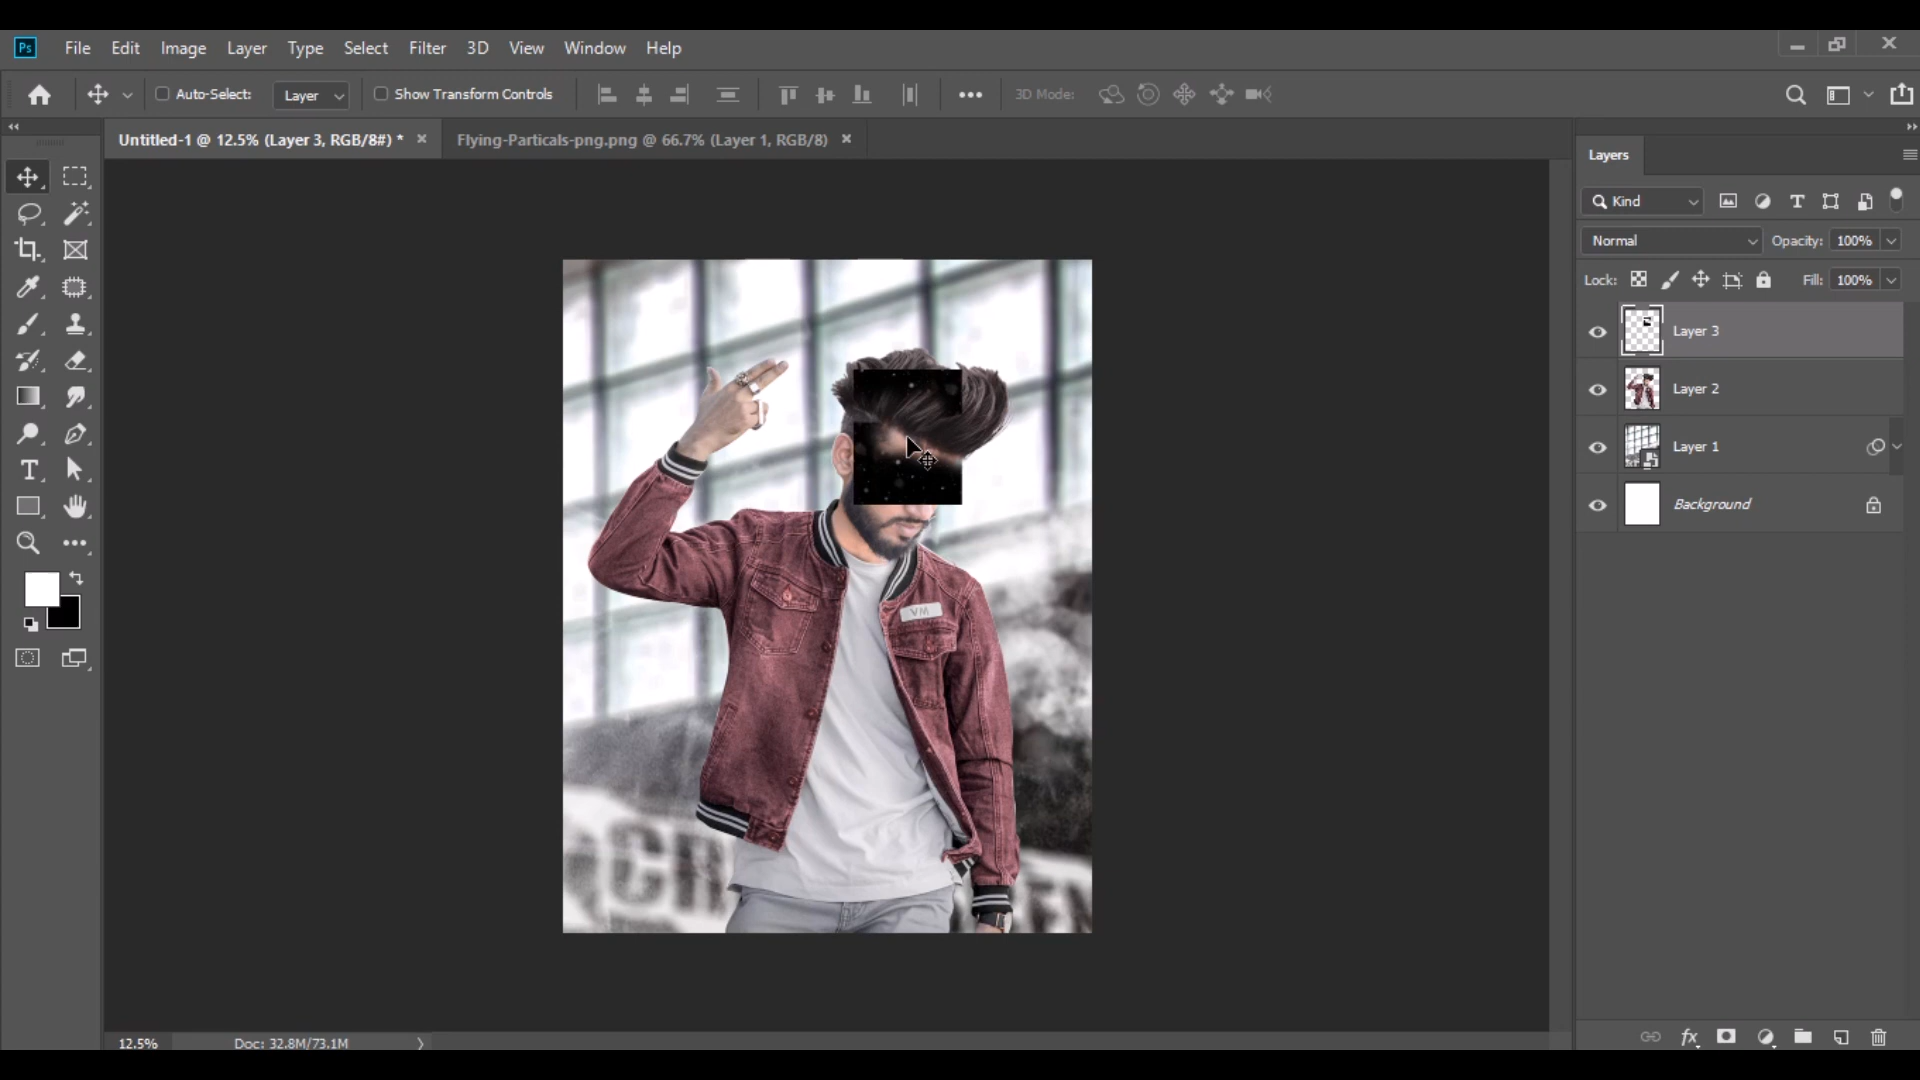 Ps File Edit Image Layer Type Select Filter 3D View Window Help
Auto-Select: Layer Show Transform Controls 3D Mode:
Untitled-1 @ 12.5% (Layer 3, RGB/8#) * Flying-Particals-png.png @ 66.7% (Layer 1, RGB/8)
Layers
Kind
Normal Opacity: 100%
Lock: Fill: 100%
Layer 3
Layer 2
Layer 1
Background
VM
12.5% Doc: 32.8M/73.1M
fx